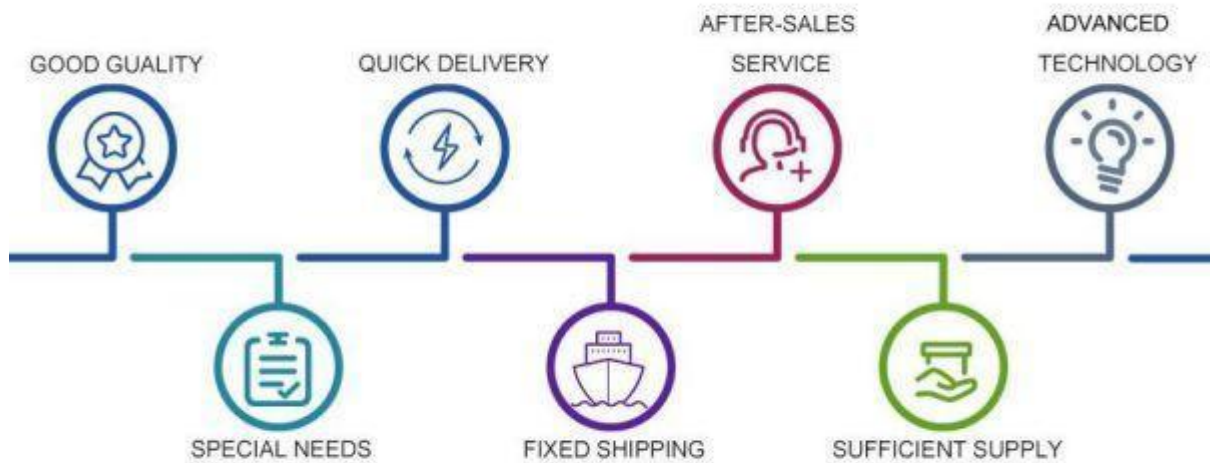 GOOD GUALITY
QUICK DELIVERY
AFTER-SALES
SERVICE
ADVANCED
TECHNOLOGY
SPECIAL NEEDS
FIXED SHIPPING
SUFFICIENT SUPPLY